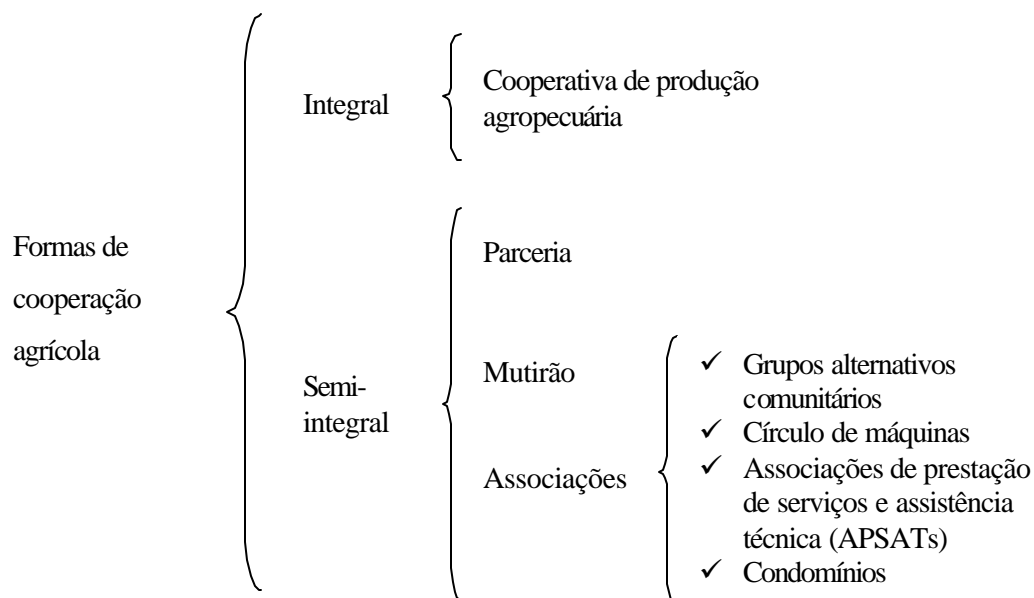 Formas de
cooperação
agrícola
Integral
Cooperativa de produção
agropecuária
Semi-
integral
Parceria
Mutirão
Associações
✓ Grupos alternativos
comunitários
✓ Círculo de máquinas
✓ Associações de prestação
de serviços e assistência
técnica (APSATs)
✓ Condomínios